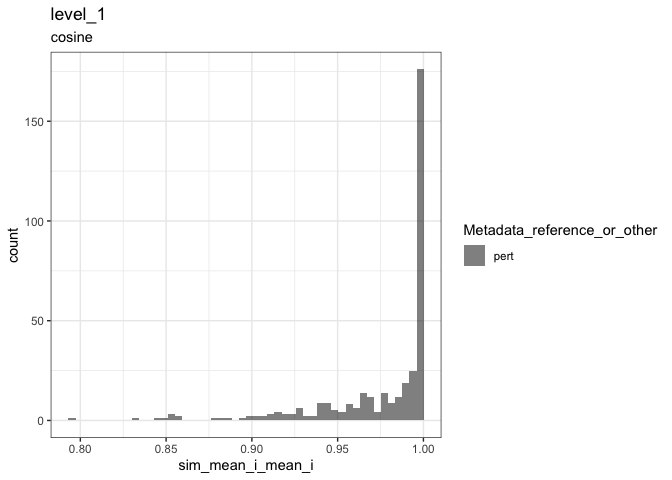 level_1
cosine
150
100
50
0
count
0.80 0.85 0.90 0.95 1.00
sim_mean_i_mean_i
Metadata_reference_or_other
pert